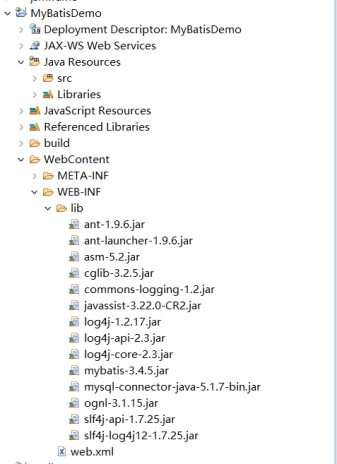 MyBatisDemo
Deployment Descriptor: MyBatisDemo
JAX-WS Web Services
Java Resources
src
Libraries
JavaScript Resources
Referenced Libraries
build
WebContent
META-INF
WEB-INF
lib
ant-1.9.6.jar
ant-launcher-1.9.6.jar
asm-5.2.jar
cglib-3.2.5.jar
commons-logging-1.2.jar
javassist-3.22.0-CR2.jar
log4j-1.2.17.jar
log4j-api-2.3.jar
log4j-core-2.3.jar
mybatis-3.4.5.jar
mysql-connector-java-5.1.7-bin.jar
ognl-3.1.15.jar
slf4j-api-1.7.25.jar
slf4j-log4j12-1.7.25.jar
web.xml